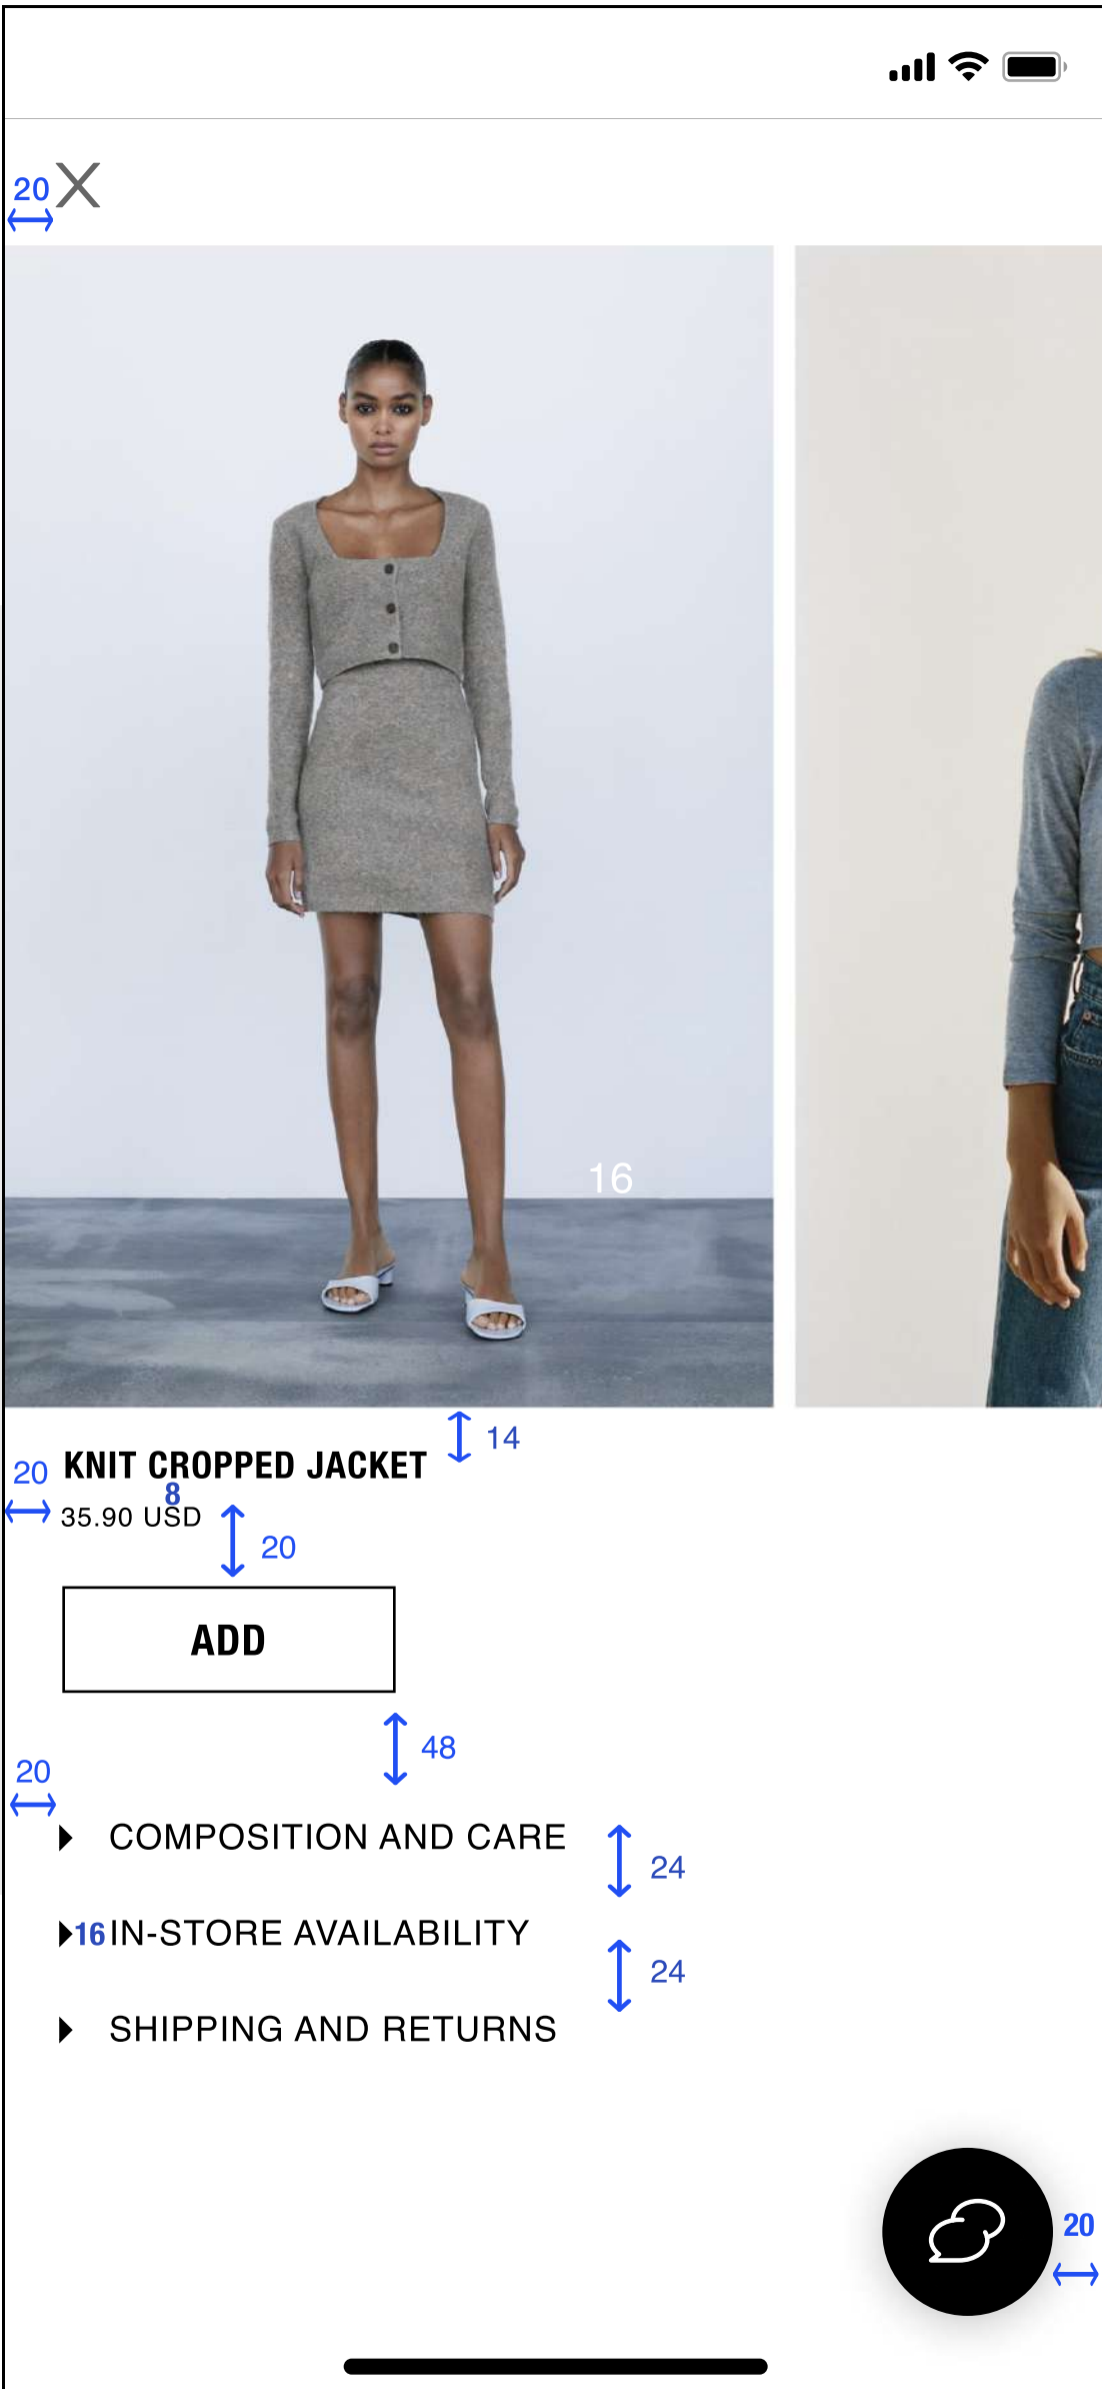 20
16
14
KNIT CROPPED JACKET
20
8
35.90 USD
20
ADD
48
20
COMPOSITION AND CARE
24
16 IN-STORE AVAILABILITY
24
SHIPPING AND RETURNS
20